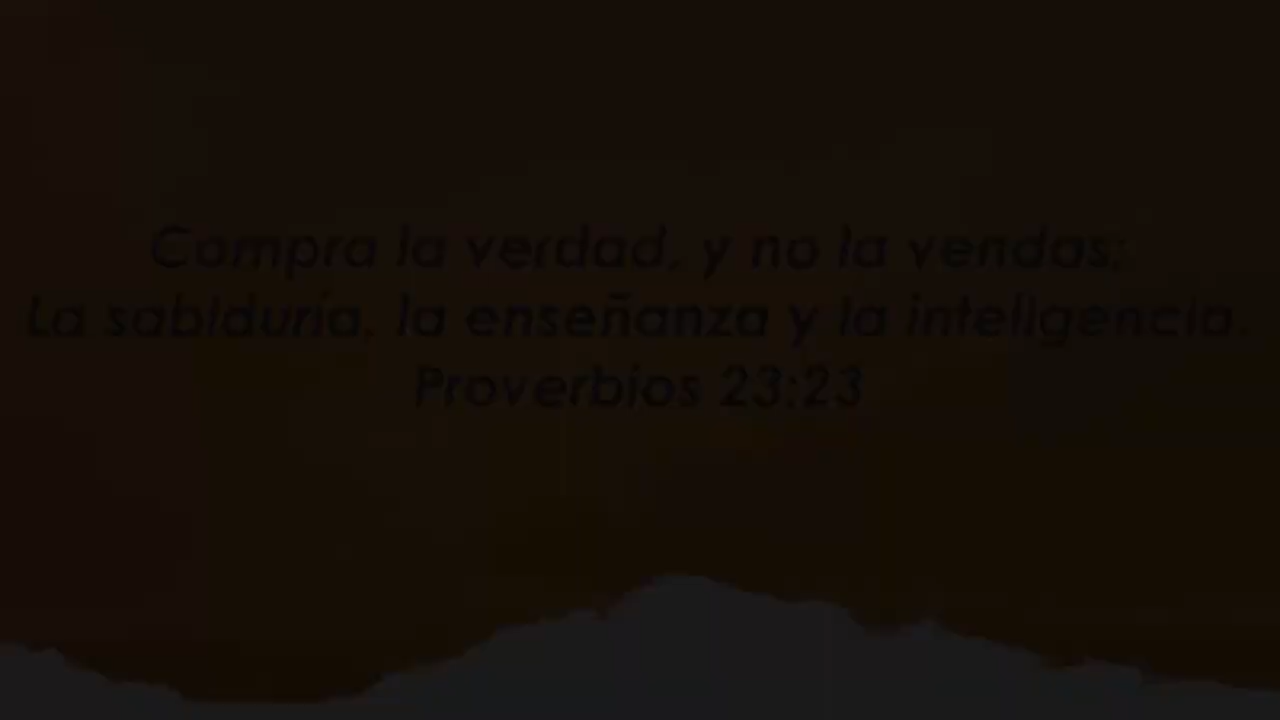 Compra la verdad, y no la vendas;
La sabiduría, la enseñanza y la inteligencia.
Proverbios 23:23